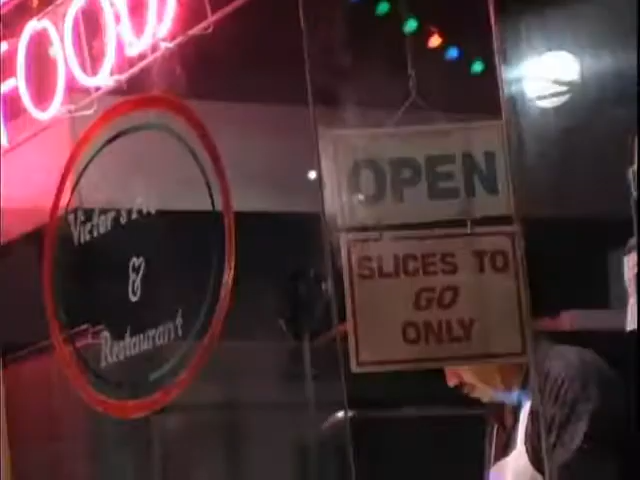 FOOD
Victor's
&
Restaurant
OPEN
SLICES TO
GO
ONLY